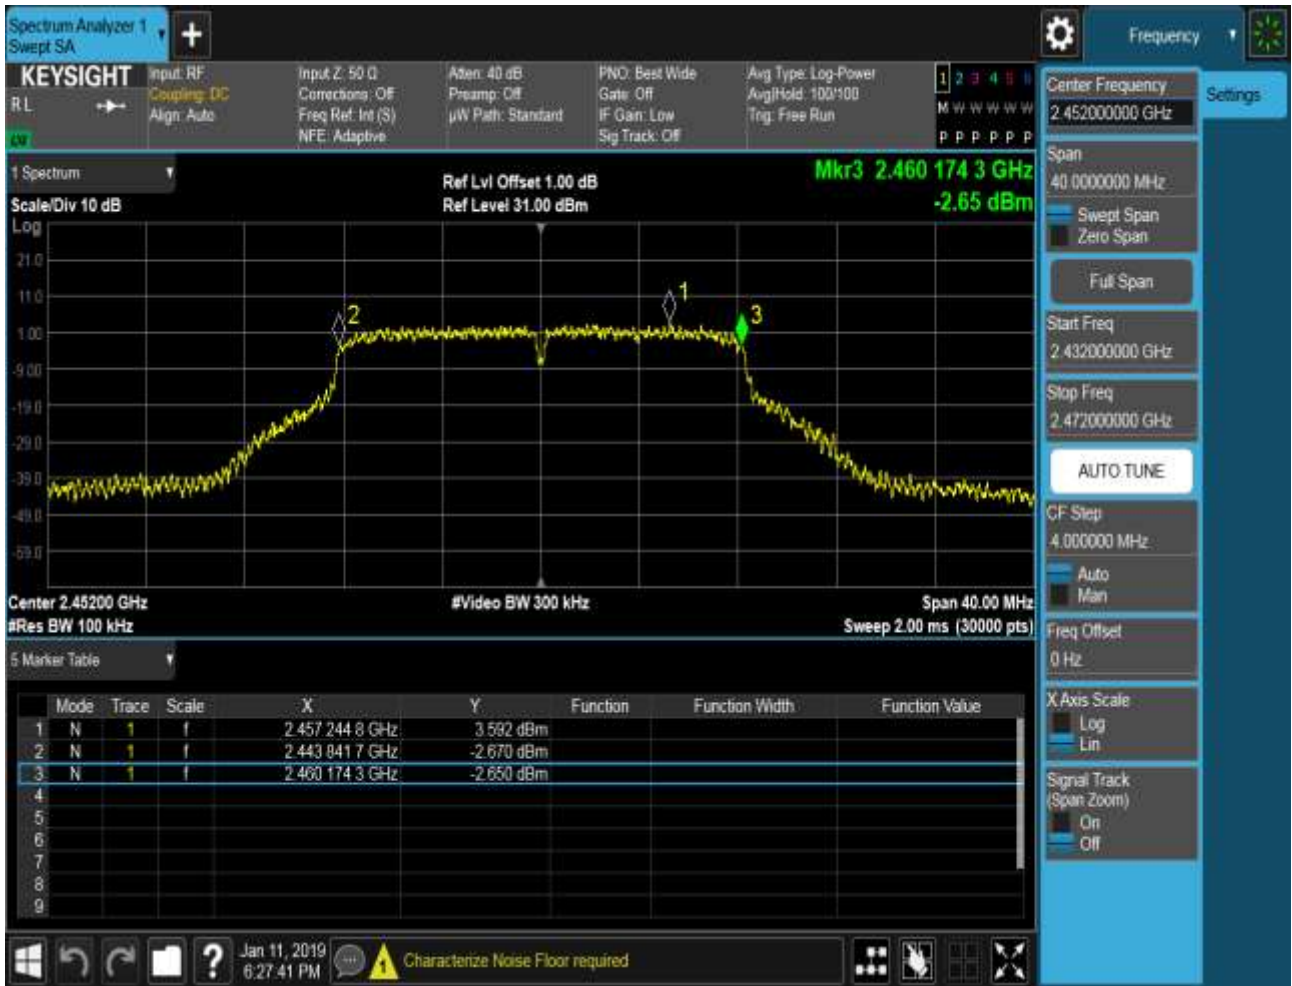 Spectrum Analyzer 1
Swept SA
+
Frequency
KEYSIGHT
Input: RF
Coupling: DC
Align: Auto
Input Z: 50 Ω
Corrections: Off
Freq Ref: Int (S)
NFE: Adaptive
Atten: 40 dB
Preamp: Off
µW Path: Standard
PNO: Best Wide
Gate: Off
IF Gain: Low
Sig Track: Off
Avg Type: Log-Power
Avg|Hold: 100/100
Trig: Free Run
1 2 3 4 5 6
M W W W W W
P P P P P P
R L
LXI
1 Spectrum
Scale/Div 10 dB
Ref Lvl Offset 1.00 dB
Ref Level 31.00 dBm
Mkr3 2.460 174 3 GHz
-2.65 dBm
Log
21.0
11.0
1.00
-9.00
-19.0
-29.0
-39.0
-49.0
-59.0
2
1
3
Center 2.45200 GHz
#Video BW 300 kHz
Span 40.00 MHz
#Res BW 100 kHz
Sweep 2.00 ms (30000 pts)
5 Marker Table
Mode Trace Scale X Y Function Function Width Function Value
1 N 1 f 2.457 244 8 GHz 3.592 dBm
2 N 1 f 2.443 841 7 GHz -2.670 dBm
3 N 1 f 2.460 174 3 GHz -2.650 dBm
4
5
6
7
8
9
Jan 11, 2019
6:27:41 PM
?
1
Characterize Noise Floor required
Center Frequency
2.452000000 GHz
Settings
Span
40.0000000 MHz
Swept Span
Zero Span
Full Span
Start Freq
2.432000000 GHz
Stop Freq
2.472000000 GHz
AUTO TUNE
CF Step
4.000000 MHz
Auto
Man
Freq Offset
0 Hz
X Axis Scale
Log
Lin
Signal Track
(Span Zoom)
On
Off